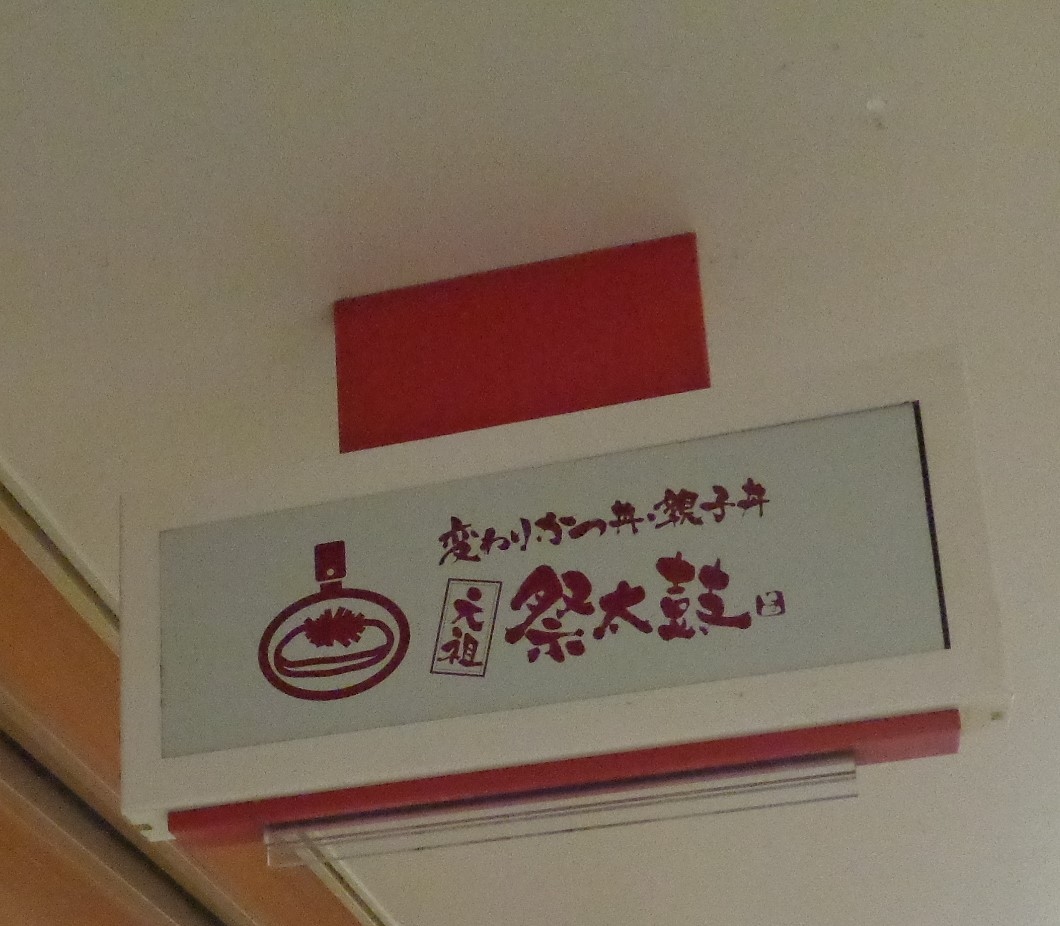 変わりかつ丼・親子丼
元祖 祭太鼓